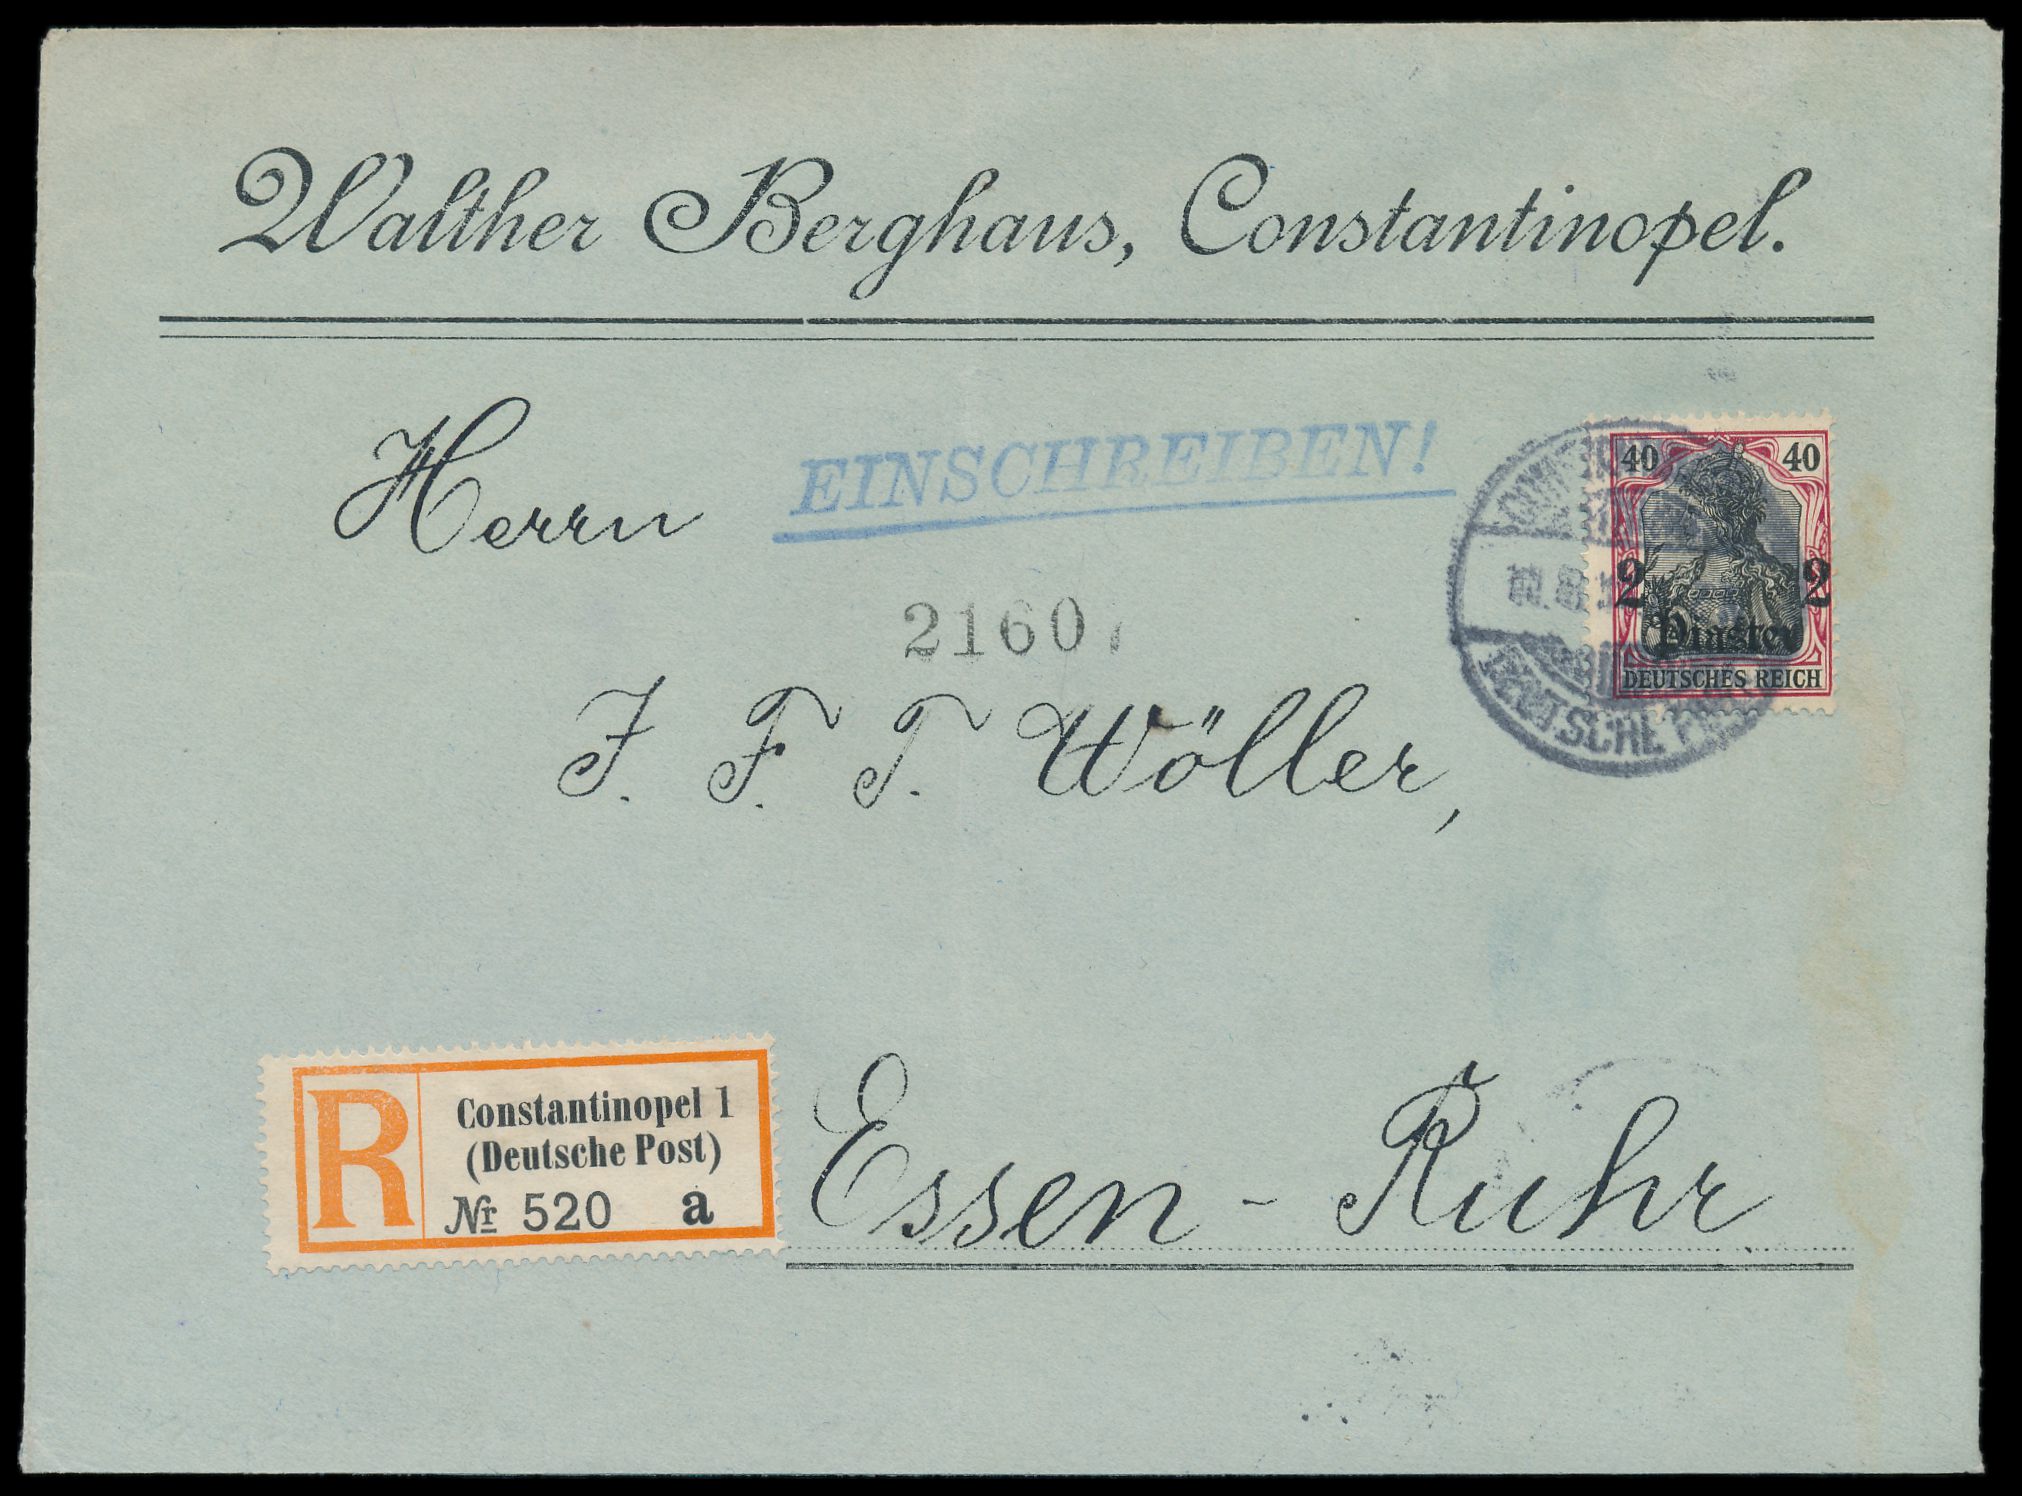 Walther Berghaus, Constantinopel.
Herrn
EINSCHREIBEN!
40 40
2 2
Piaster
DEUTSCHES REICH
2160
J. F. T. Wöller,
R
Constantinopel 1
(Deutsche Post)
Nr 520 a
Essen - Ruhr